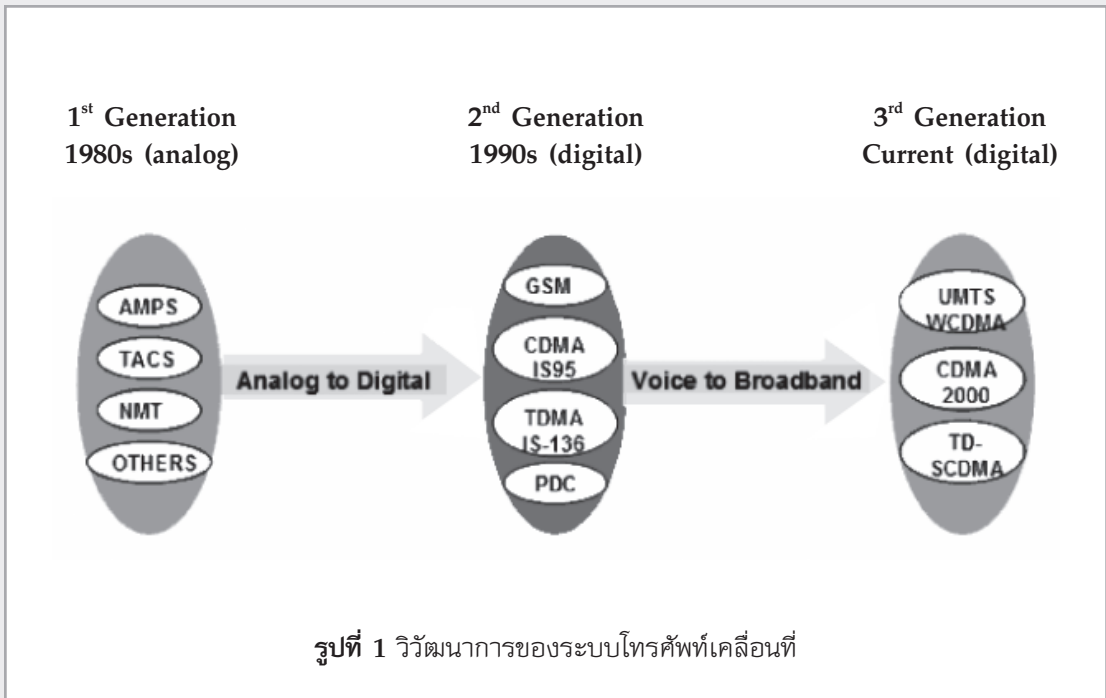 1st Generation
1980s (analog)
2nd Generation
1990s (digital)
3rd Generation
Current (digital)
AMPS
TACS
NMT
OTHERS
Analog to Digital
GSM
CDMA
IS95
TDMA
IS-136
PDC
Voice to Broadband
UMTS
WCDMA
CDMA
2000
TD-
SCDMA
รูปที่ 1 วิวัฒนาการของระบบโทรศัพท์เคลื่อนที่